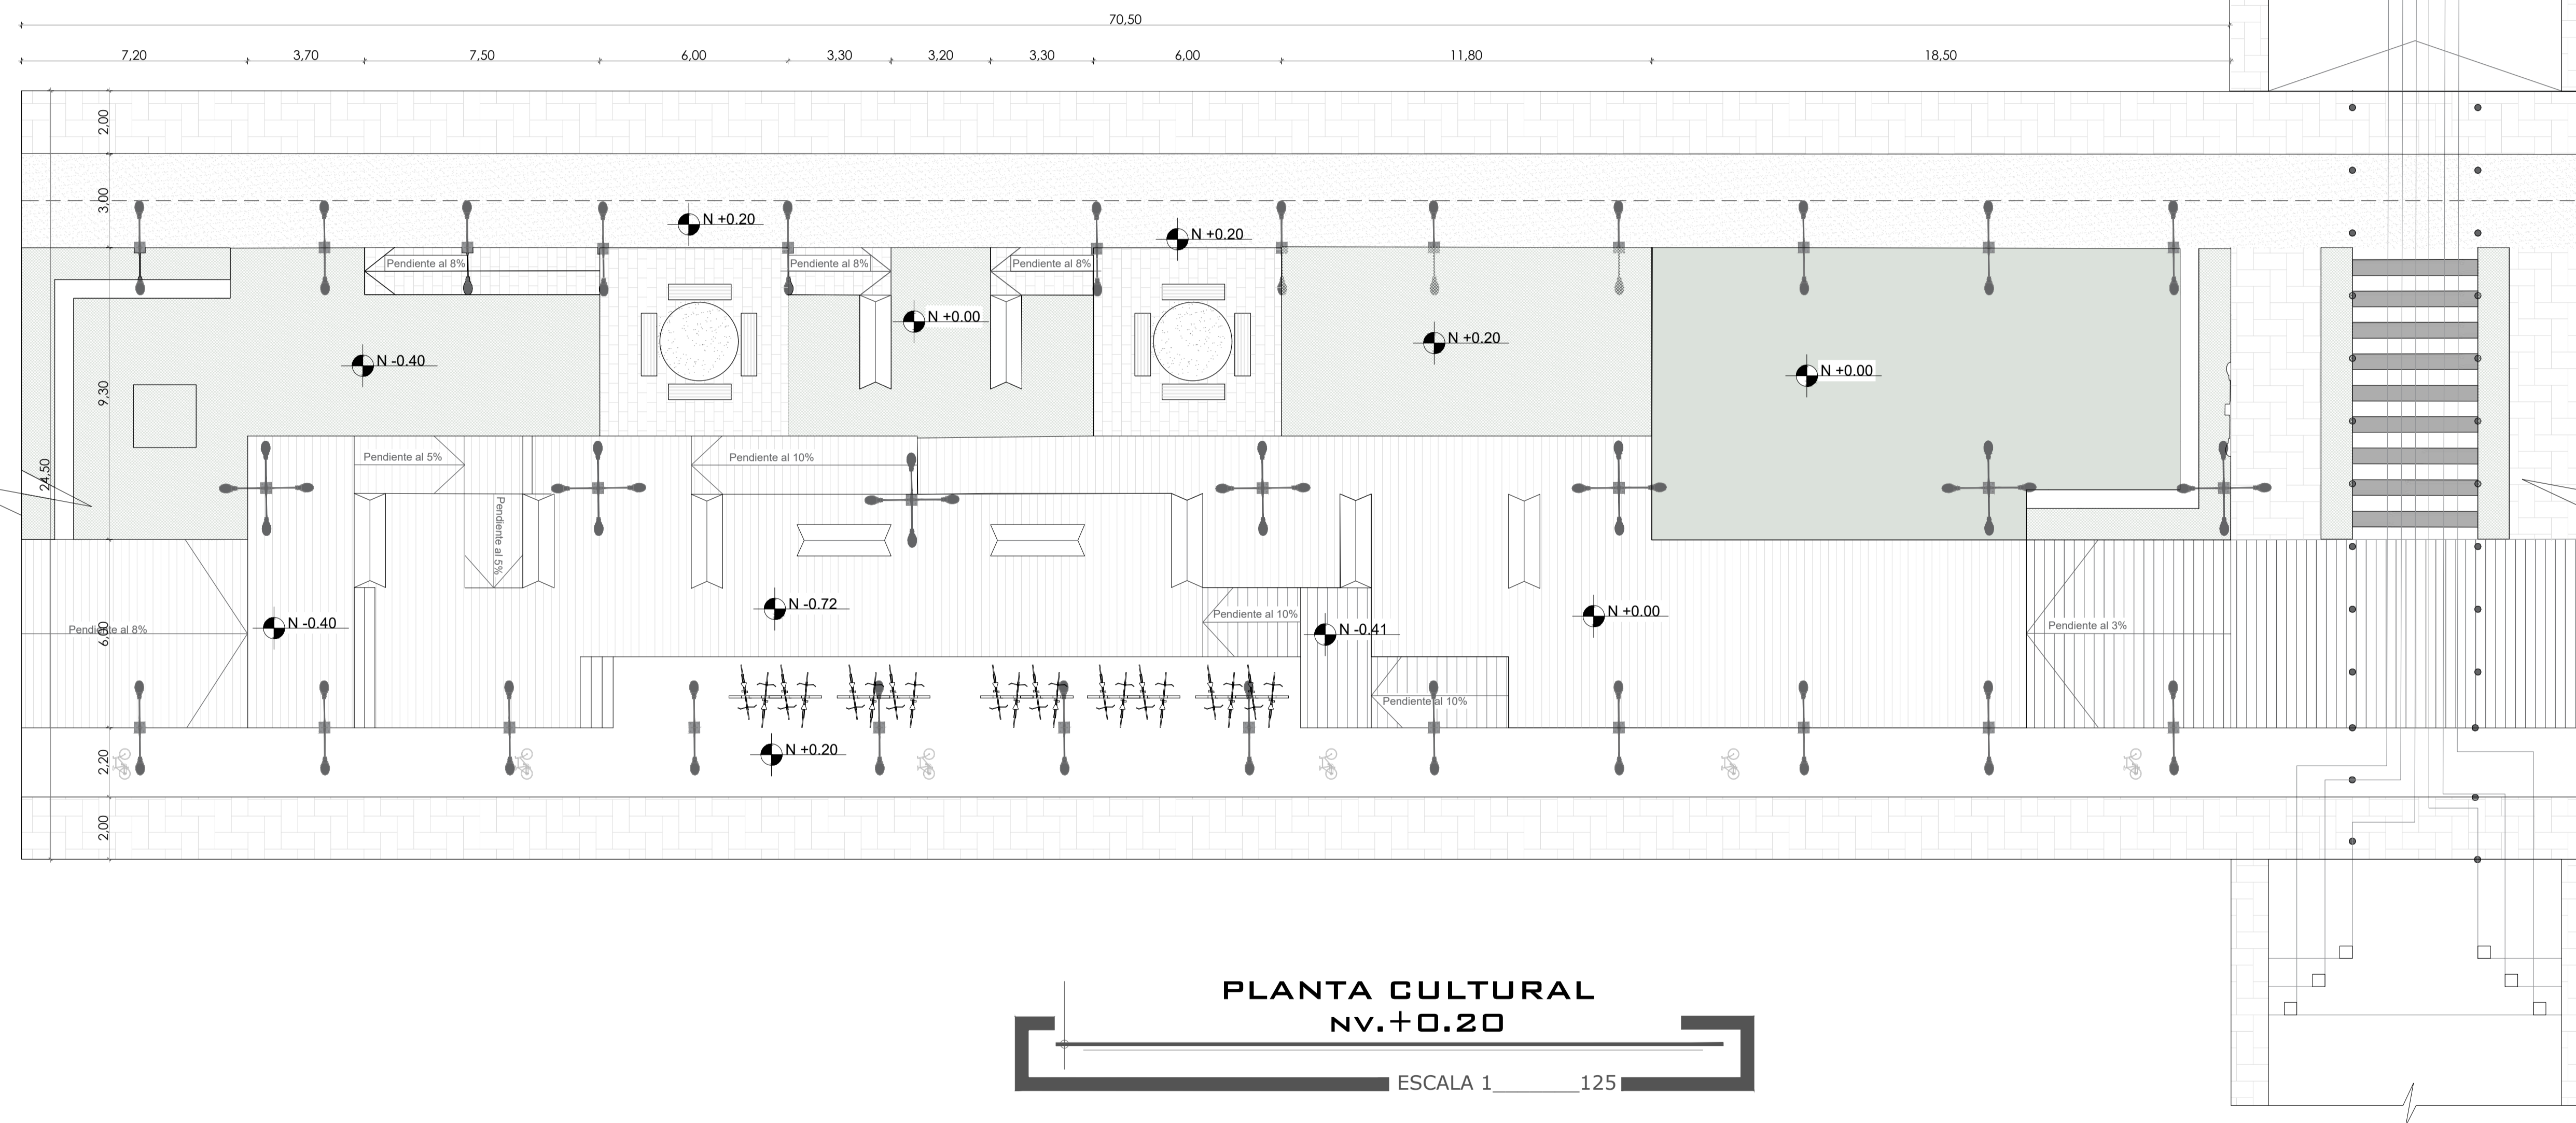 70,50
7,20 3,70 7,50 6,00 3,30 3,20 3,30 6,00 11,80 18,50
2,00
3,00
N +0.20
N +0.20
Pendiente al 8%
Pendiente al 8%
Pendiente al 8%
N +0.00
N +0.20
N -0.40
N +0.00
9,30
24,50
Pendiente al 5%
Pendiente al 10%
Pendiente al 5%
N -0.72
Pendiente al 10%
N +0.00
N -0.40
N -0.41
Pendiente al 8%
6,00
Pendiente al 3%
Pendiente al 10%
N +0.20
2,20
2,00
PLANTA CULTURAL
NV.+0.20
ESCALA 1________125